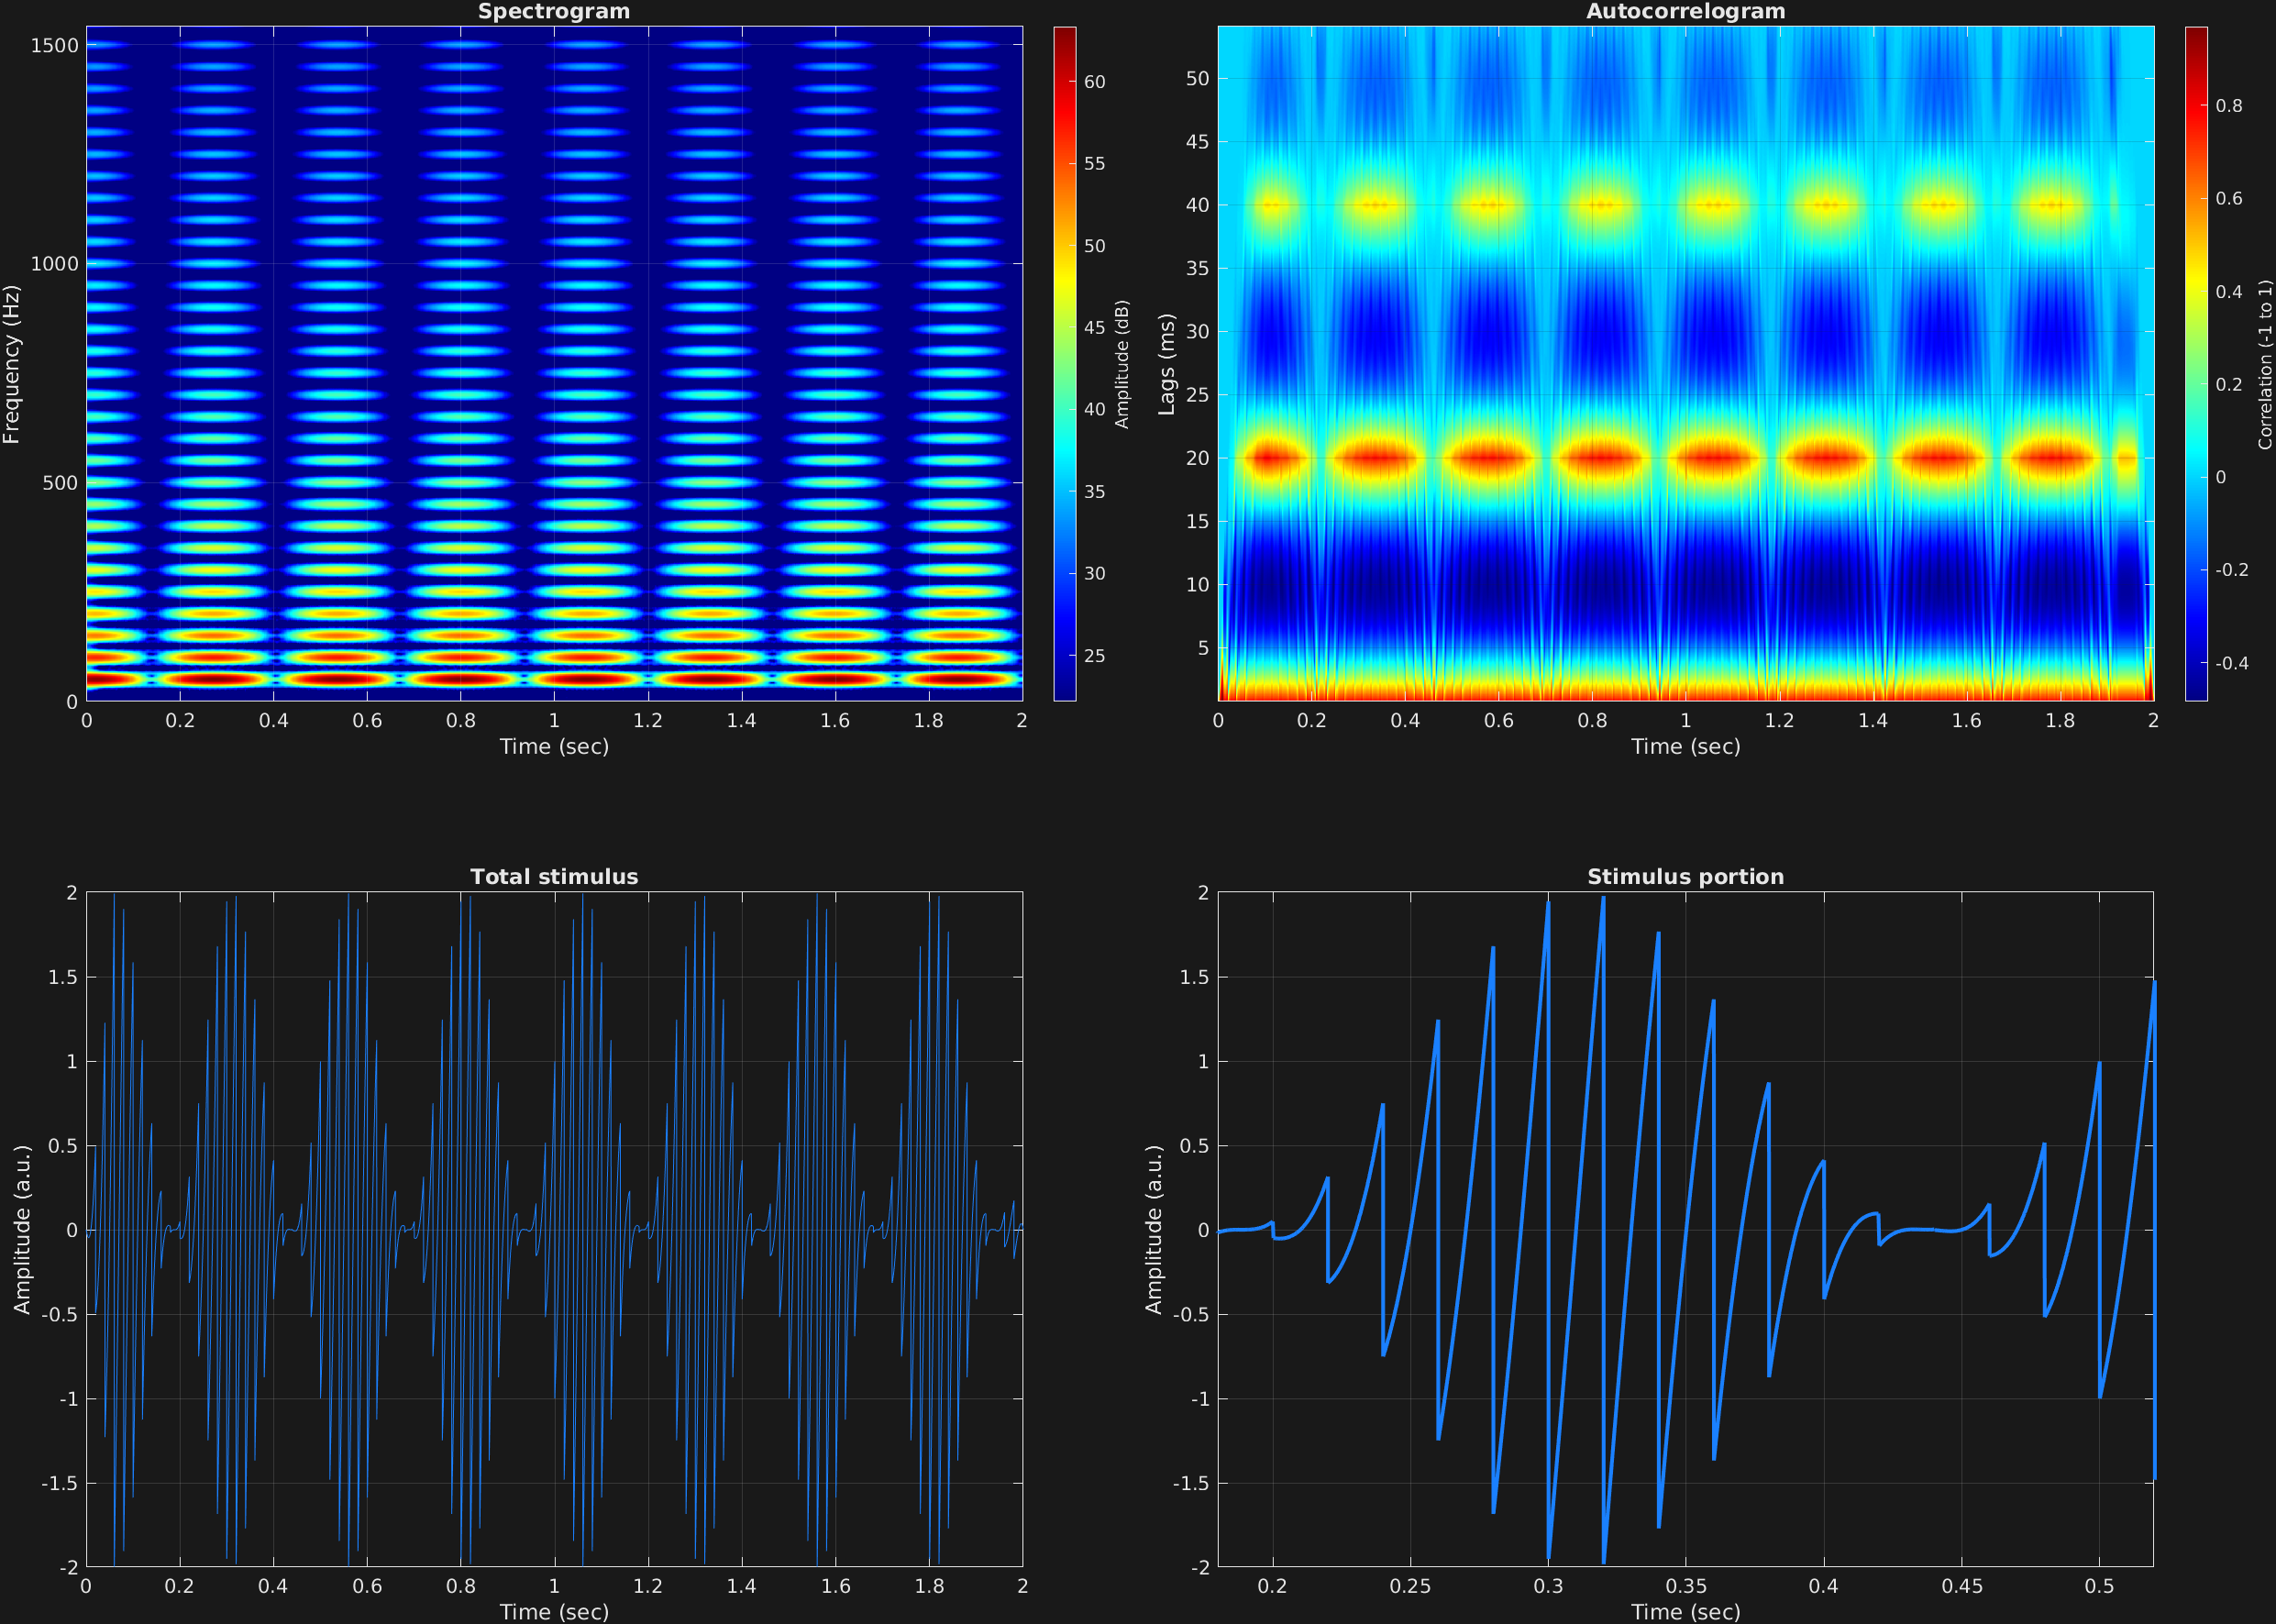 Spectrogram
1500
1000
500
0
Frequency (Hz)
0 0.2 0.4 0.6 0.8 1 1.2 1.4 1.6 1.8 2
Time (sec)
60
55
50
45
40
35
30
25
Amplitude (dB)
Autocorrelogram
50
45
40
35
30
25
20
15
10
5
Lags (ms)
0 0.2 0.4 0.6 0.8 1 1.2 1.4 1.6 1.8 2
Time (sec)
0.8
0.6
0.4
0.2
0
-0.2
-0.4
Correlation (-1 to 1)
Total stimulus
2
1.5
1
0.5
0
-0.5
-1
-1.5
-2
Amplitude (a.u.)
0 0.2 0.4 0.6 0.8 1 1.2 1.4 1.6 1.8 2
Time (sec)
Stimulus portion
2
1.5
1
0.5
0
-0.5
-1
-1.5
-2
Amplitude (a.u.)
0.2 0.25 0.3 0.35 0.4 0.45 0.5
Time (sec)